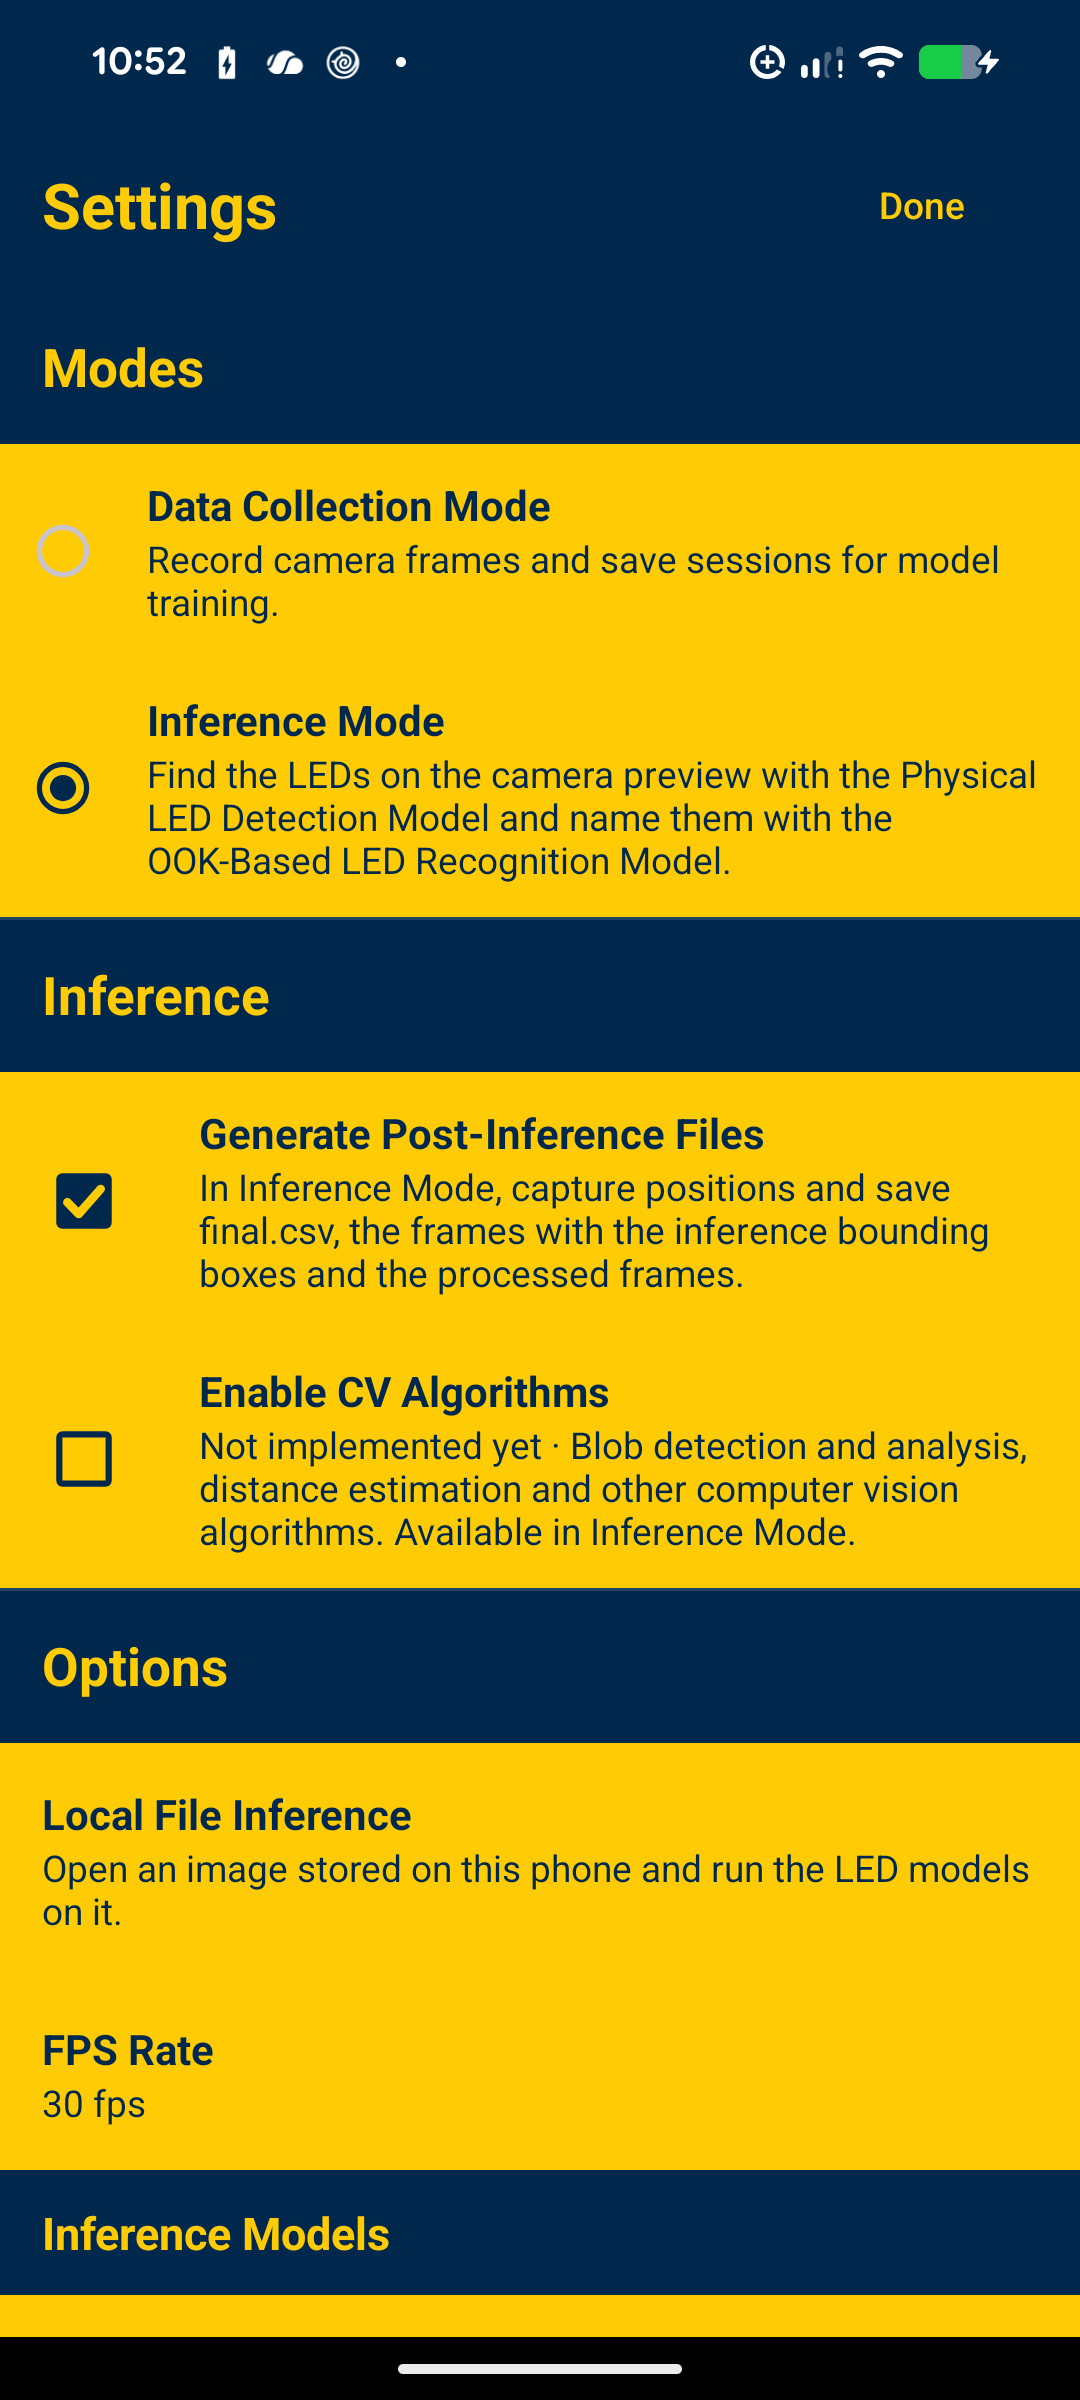 10:52
Settings
Done
Modes
Data Collection Mode
Record camera frames and save sessions for model
training.
Inference Mode
Find the LEDs on the camera preview with the Physical
LED Detection Model and name them with the
OOK-Based LED Recognition Model.
Inference
Generate Post-Inference Files
In Inference Mode, capture positions and save
final.csv, the frames with the inference bounding
boxes and the processed frames.
Enable CV Algorithms
Not implemented yet · Blob detection and analysis,
distance estimation and other computer vision
algorithms. Available in Inference Mode.
Options
Local File Inference
Open an image stored on this phone and run the LED models
on it.
FPS Rate
30 fps
Inference Models